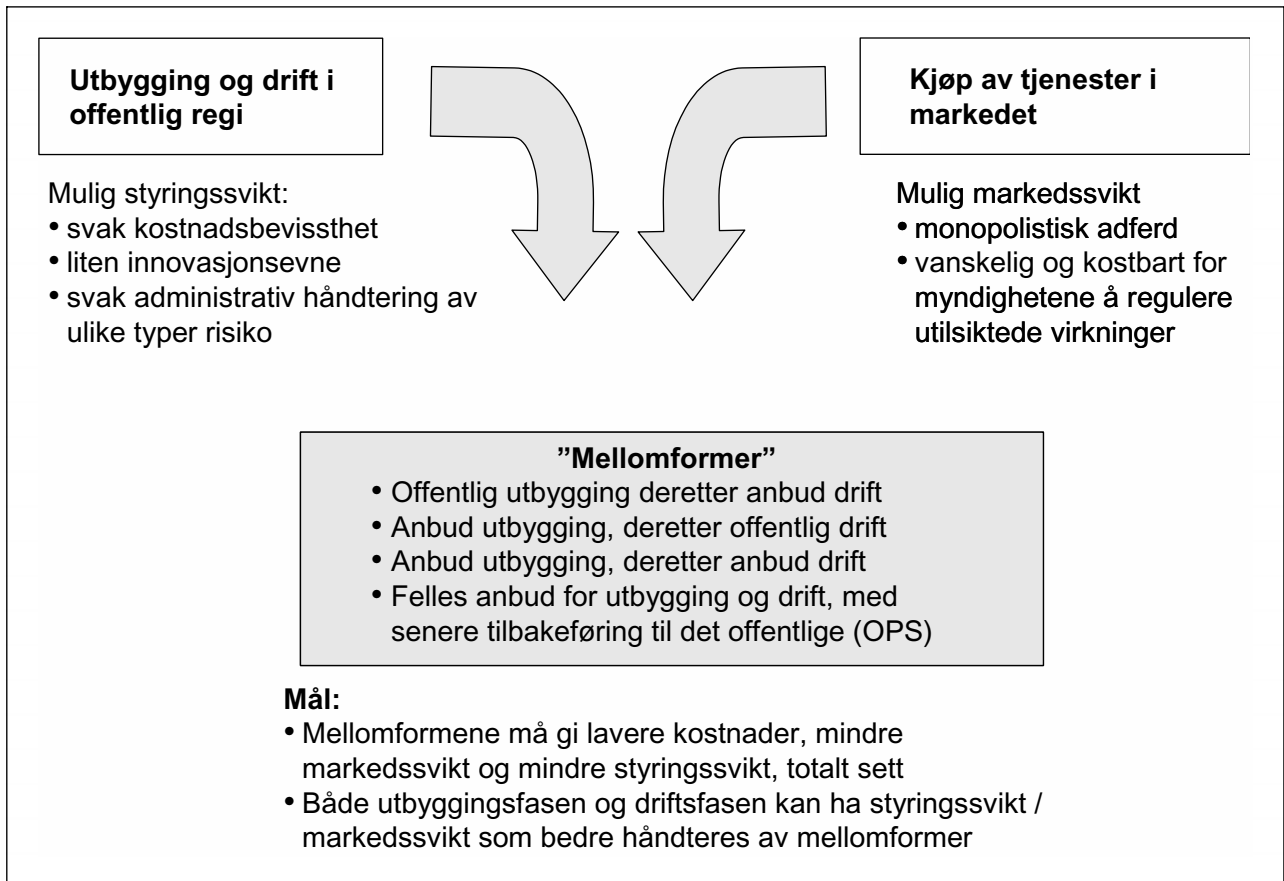 Utbygging og drift i
offentlig regi
Mulig styringssvikt:
• svak kostnadsbevissthet
• liten innovasjonsevne
• svak administrativ håndtering av
ulike typer risiko
Kjøp av tjenester i
markedet
Mulig markedssvikt
• monopolistisk adferd
• vanskelig og kostbart for
myndighetene å regulere
utilsiktede virkninger
”Mellomformer”
• Offentlig utbygging deretter anbud drift
• Anbud utbygging, deretter offentlig drift
• Anbud utbygging, deretter anbud drift
• Felles anbud for utbygging og drift, med
senere tilbakeføring til det offentlige (OPS)
Mål:
• Mellomformene må gi lavere kostnader, mindre
markedssvikt og mindre styringssvikt, totalt sett
• Både utbyggingsfasen og driftsfasen kan ha styringssvikt /
markedssvikt som bedre håndteres av mellomformer